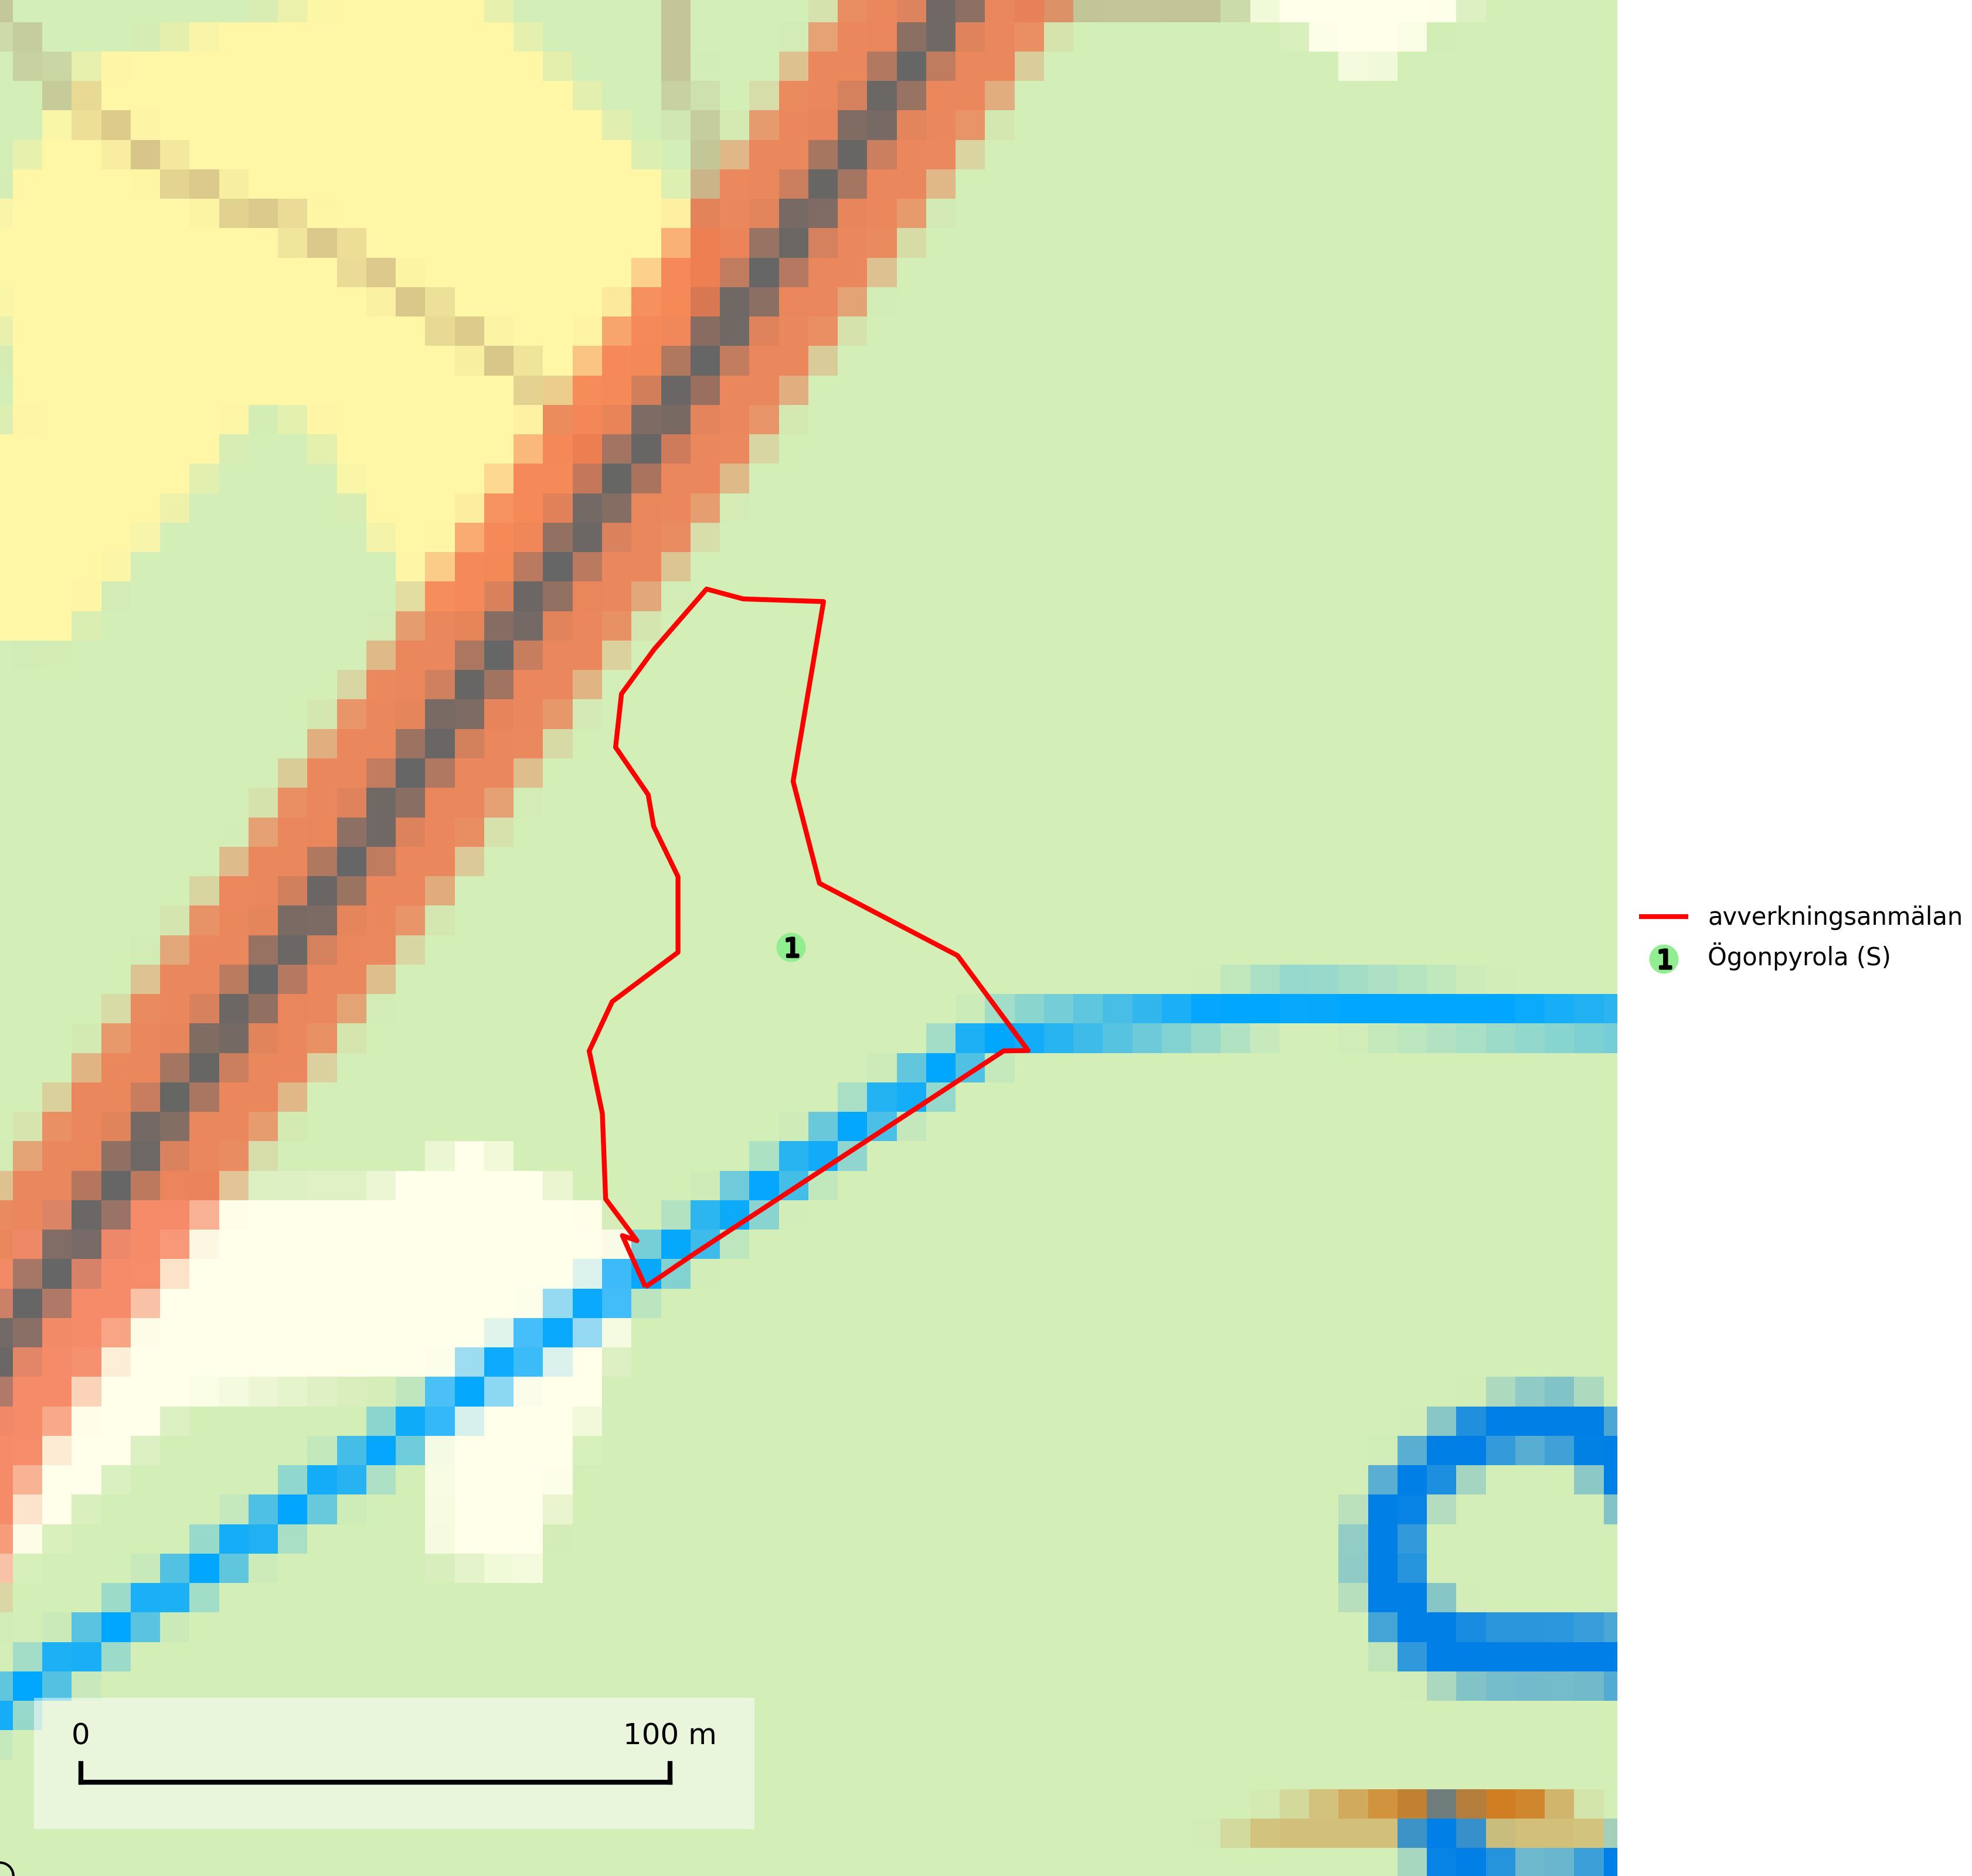 avverkningsanmälan
1 Ögonpyrola (S)
1
0 100 m